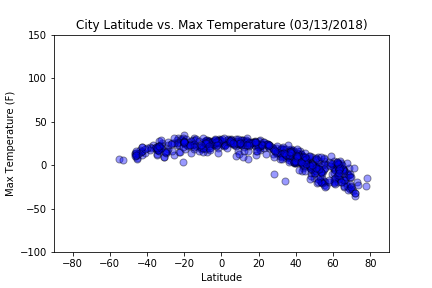 City Latitude vs. Max Temperature (03/13/2018)
150
100
50
0
−50
−100
Max Temperature (F)
−80 −60 −40 −20 0 20 40 60 80
Latitude